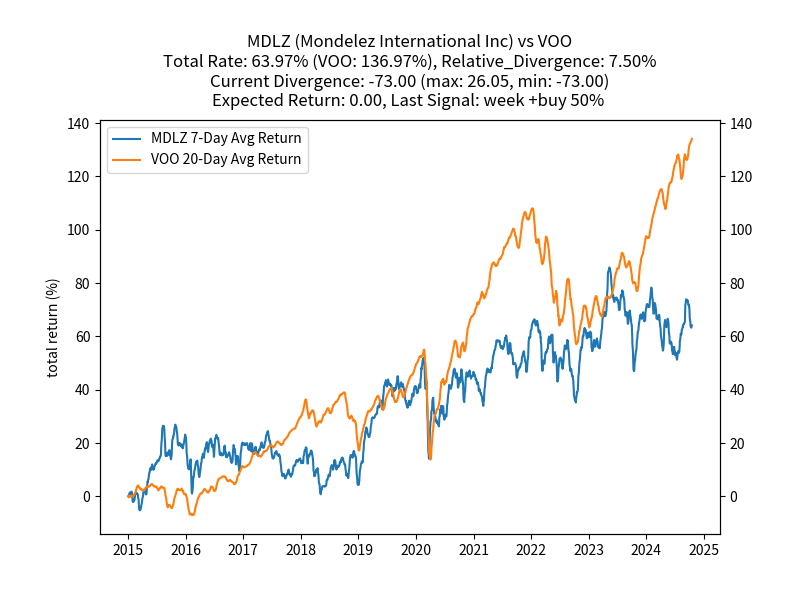 MDLZ (Mondelez International Inc) vs VOO
Total Rate: 63.97% (VOO: 136.97%), Relative_Divergence: 7.50%
Current Divergence: -73.00 (max: 26.05, min: -73.00)
Expected Return: 0.00, Last Signal: week +buy 50%
MDLZ 7-Day Avg Return
VOO 20-Day Avg Return
total return (%)
140
120
100
80
60
40
20
0
140
120
100
80
60
40
20
0
2015 2016 2017 2018 2019 2020 2021 2022 2023 2024 2025